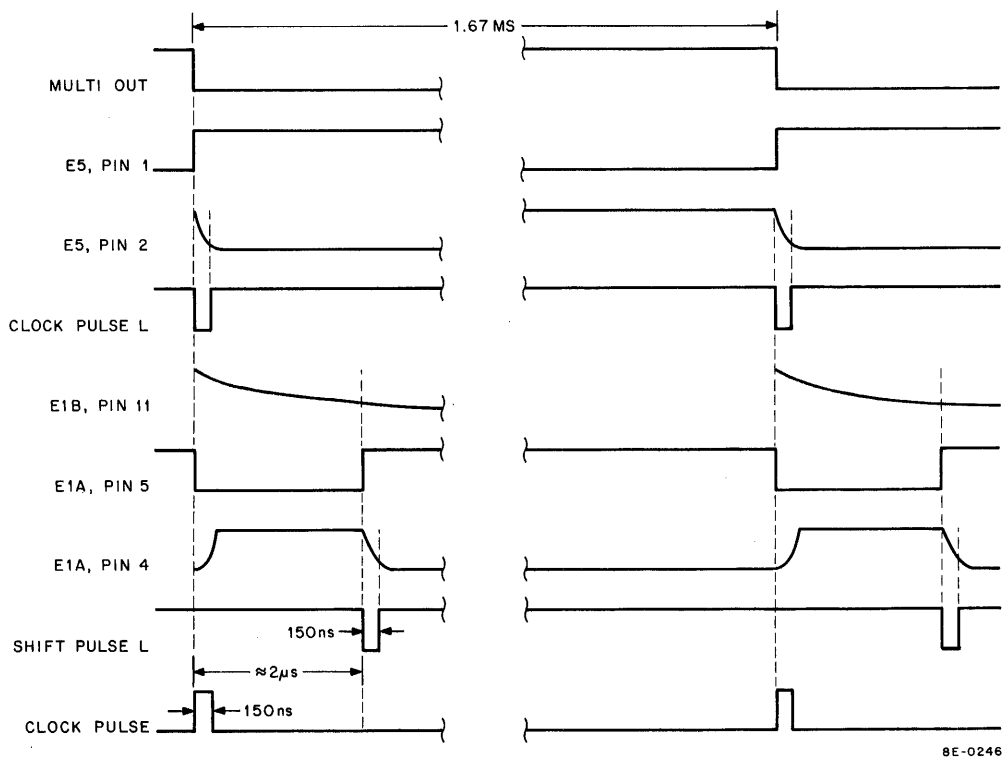 1.67 MS
MULTI OUT
E5, PIN 1
E5, PIN 2
CLOCK PULSE L
E1B, PIN 11
E1A, PIN 5
E1A, PIN 4
150ns
SHIFT PULSE L
≈2μs
150ns
CLOCK PULSE
8E-0246